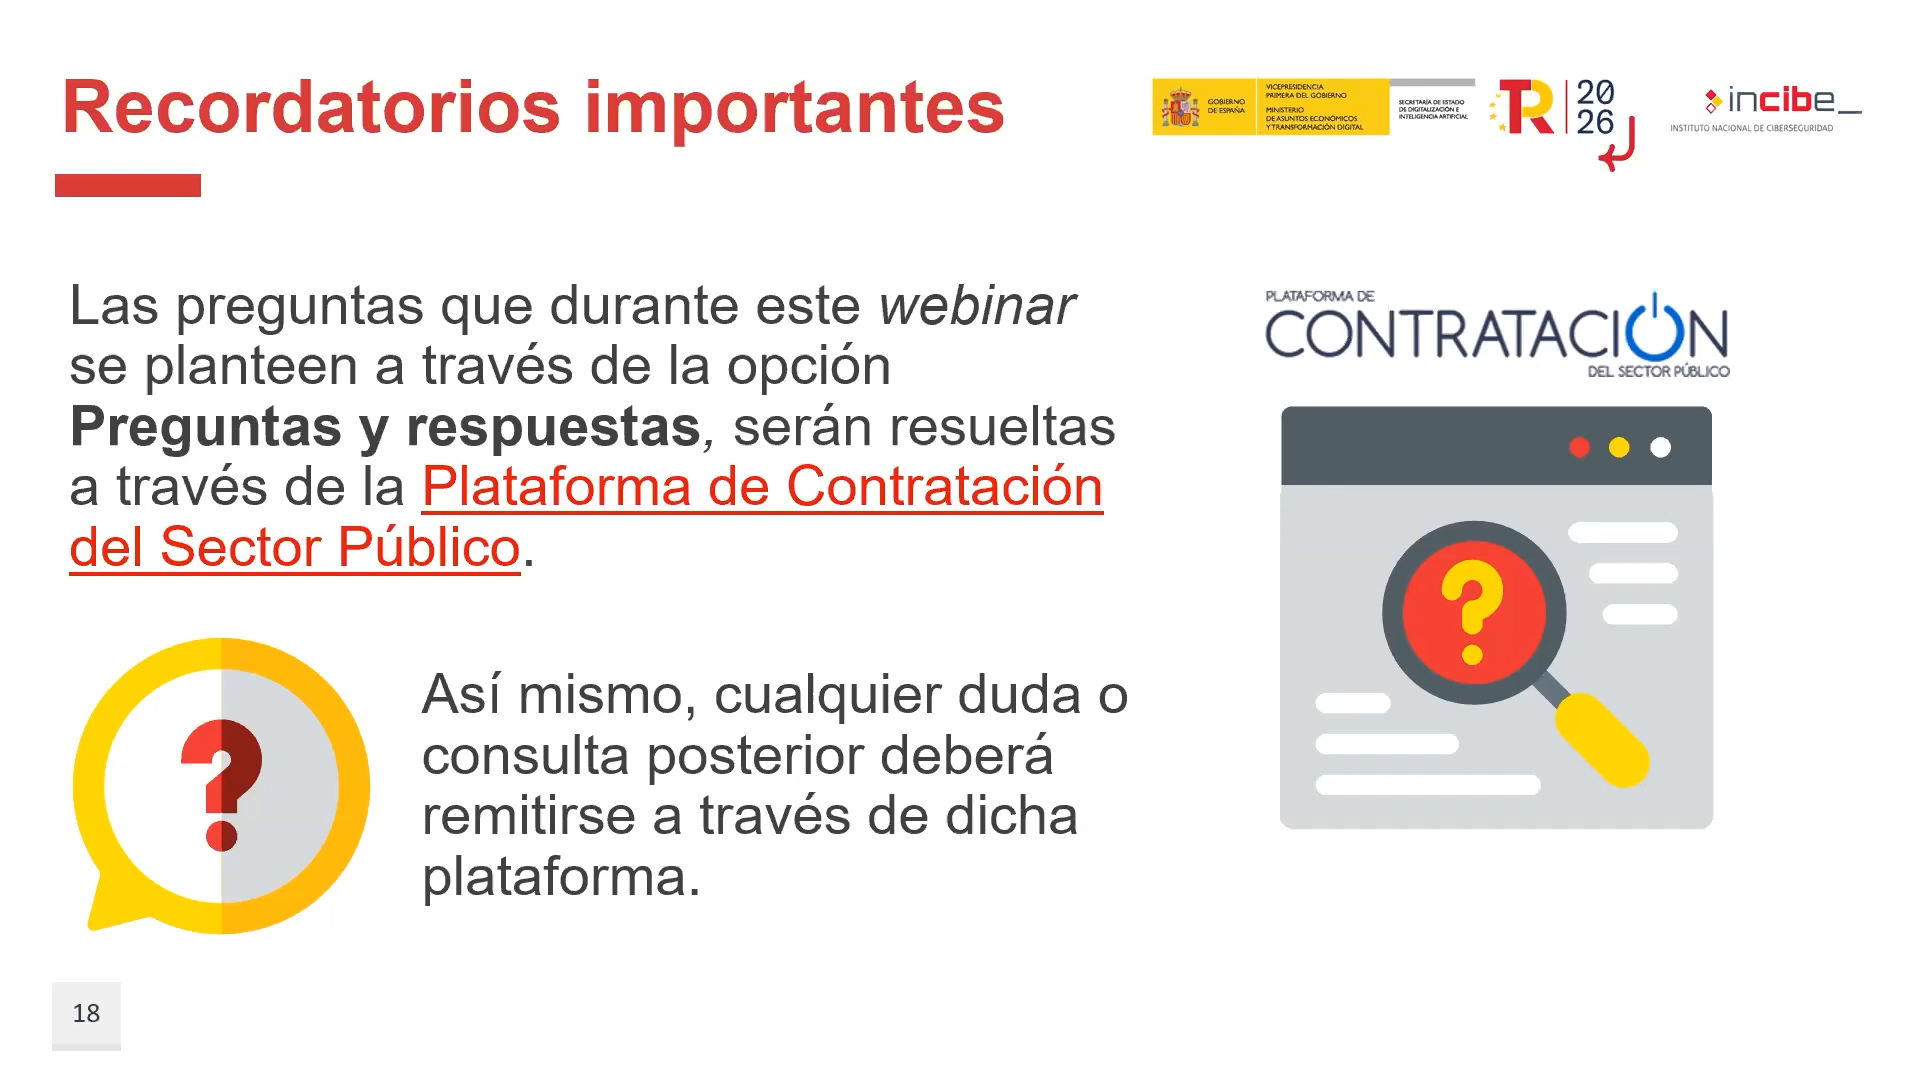 Recordatorios importantes
GOBIERNO
DE ESPAÑA
VICEPRESIDENCIA
PRIMERA DEL GOBIERNO
MINISTERIO
DE ASUNTOS ECONÓMICOS
Y TRANSFORMACIÓN DIGITAL
SECRETARÍA DE ESTADO
DE DIGITALIZACIÓN E
INTELIGENCIA ARTIFICIAL
TR
20
26
incibe_
INSTITUTO NACIONAL DE CIBERSEGURIDAD
Las preguntas que durante este webinar
se planteen a través de la opción
Preguntas y respuestas, serán resueltas
a través de la Plataforma de Contratación
del Sector Público.
PLATAFORMA DE
CONTRATACIÓN
DEL SECTOR PÚBLICO
?
?
Así mismo, cualquier duda o
consulta posterior deberá
remitirse a través de dicha
plataforma.
18